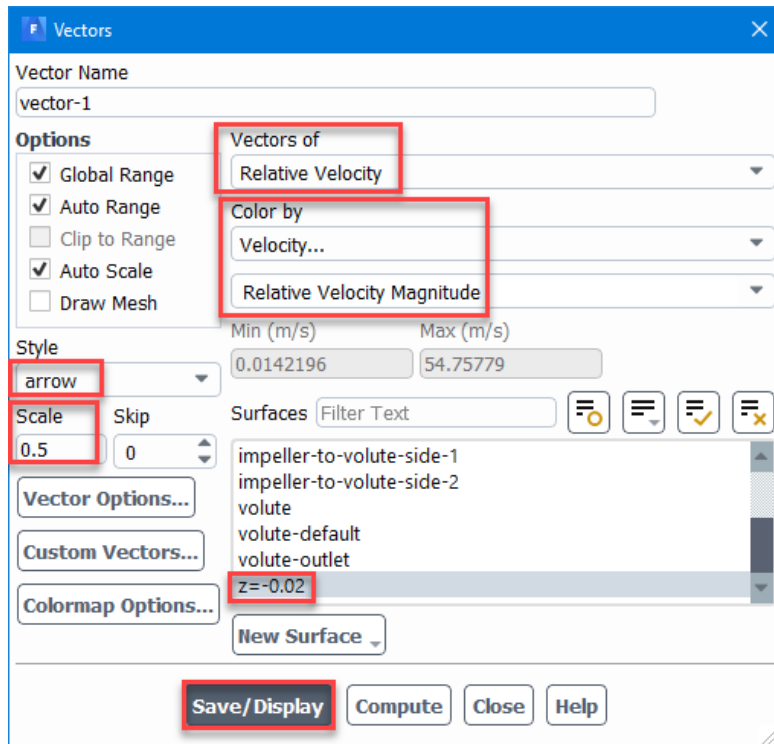 F Vectors
Vector Name
vector-1
Options
Global Range
Auto Range
Clip to Range
Auto Scale
Draw Mesh
Style
arrow
Scale Skip
0.5 0
Vector Options...
Custom Vectors...
Colormap Options...
Vectors of
Relative Velocity
Color by
Velocity...
Relative Velocity Magnitude
Min (m/s) Max (m/s)
0.0142196 54.75779
Surfaces Filter Text
impeller-to-volute-side-1
impeller-to-volute-side-2
volute
volute-default
volute-outlet
z=-0.02
New Surface
Save/Display Compute Close Help